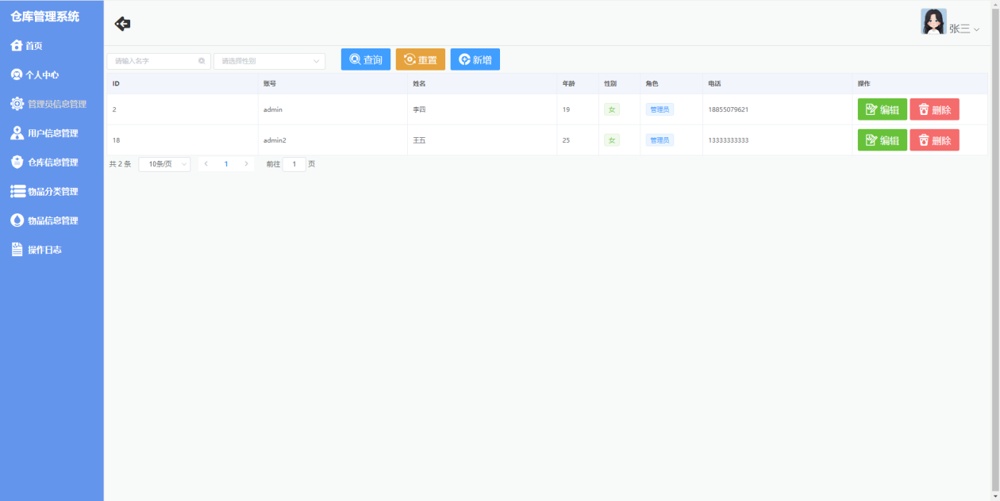 仓库管理系统
首页
个人中心
管理员信息管理
用户信息管理
仓库信息管理
物品分类管理
物品信息管理
操作日志
张三
请输入名字 请选择性别 查询 重置 新增
ID 账号 姓名 年龄 性别 角色 电话 操作
2 admin 李四 19 女 管理员 18855079621 编辑 删除
18 admin2 王五 25 女 管理员 13333333333 编辑 删除
共 2 条 10条/页 1 前往 1 页